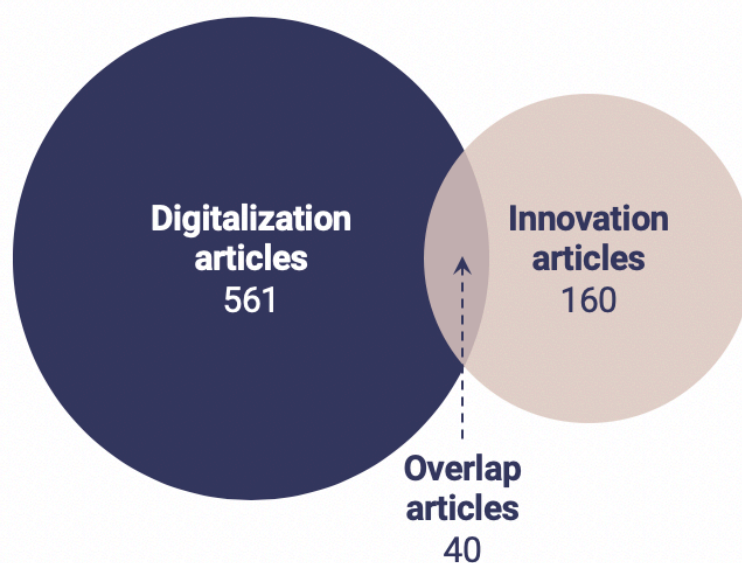 Digitalization
articles
561
Innovation
articles
160
Overlap
articles
40